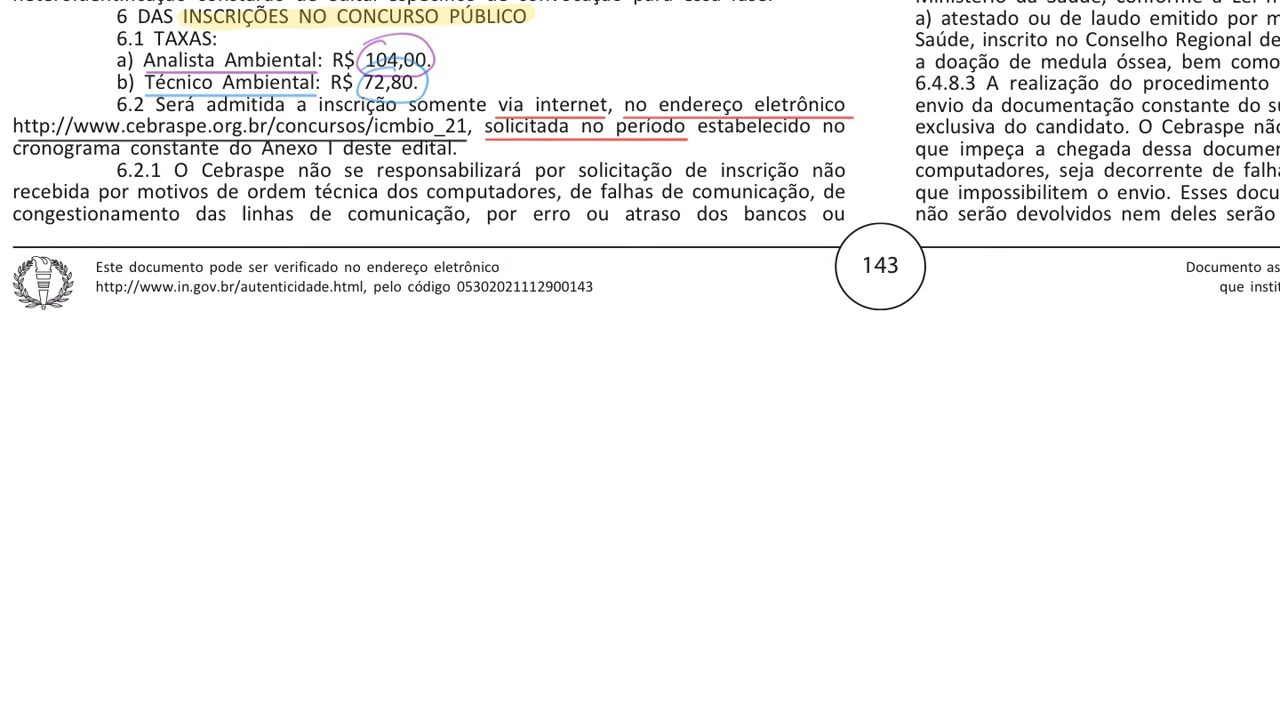 6 DAS INSCRIÇÕES NO CONCURSO PÚBLICO
6.1 TAXAS:
a) Analista Ambiental: R$ 104,00.
b) Técnico Ambiental: R$ 72,80.
6.2 Será admitida a inscrição somente via internet, no endereço eletrônico
http://www.cebraspe.org.br/concursos/icmbio_21, solicitada no período estabelecido no
cronograma constante do Anexo I deste edital.
6.2.1 O Cebraspe não se responsabilizará por solicitação de inscrição não
recebida por motivos de ordem técnica dos computadores, de falhas de comunicação, de
congestionamento das linhas de comunicação, por erro ou atraso dos bancos ou
a) atestado ou de laudo emitido por
Saúde, inscrito no Conselho Regional de
a doação de medula óssea, bem como
6.4.8.3 A realização do procedimento
envio da documentação constante do
exclusiva do candidato. O Cebraspe
que impeça a chegada dessa
computadores, seja decorrente de
que impossibilitem o envio. Esses
não serão devolvidos nem deles serão
Este documento pode ser verificado no endereço eletrônico
http://www.in.gov.br/autenticidade.html, pelo código 05302021112900143
143
Documento
que